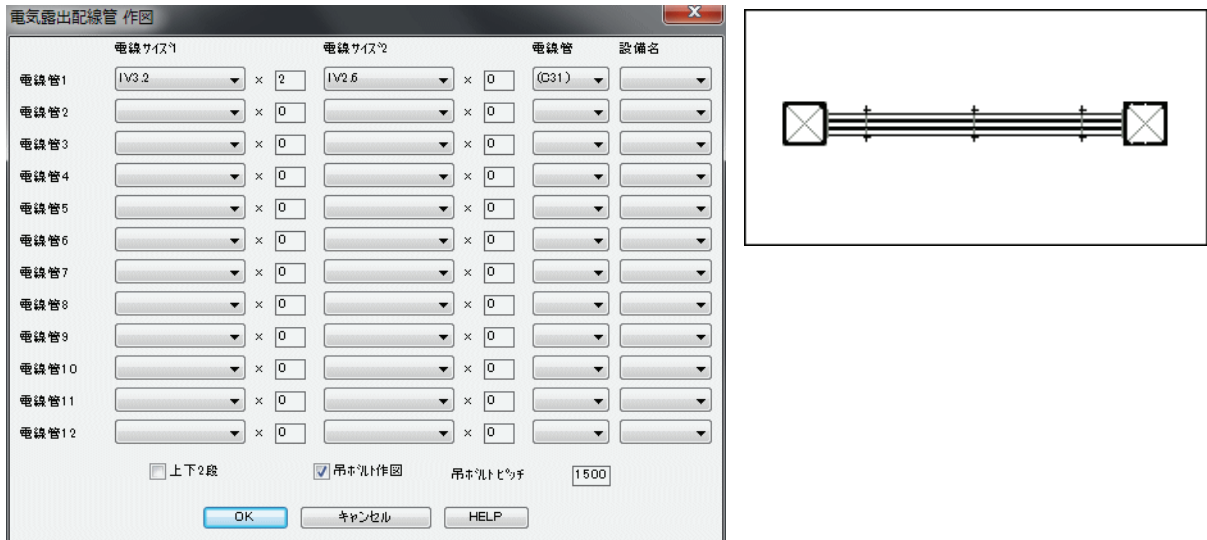 電気露出配線管 作図
電線サイズ1 電線サイズ2 電線管 設備名
電線管1 IV3.2 × 2 IV2.6 × 0 (C31)
電線管2 × 0 × 0
電線管3 × 0 × 0
電線管4 × 0 × 0
電線管5 × 0 × 0
電線管6 × 0 × 0
電線管7 × 0 × 0
電線管8 × 0 × 0
電線管9 × 0 × 0
電線管10 × 0 × 0
電線管11 × 0 × 0
電線管12 × 0 × 0
上下2段 吊ボルト作図 吊ボルトピッチ 1500
OK キャンセル HELP